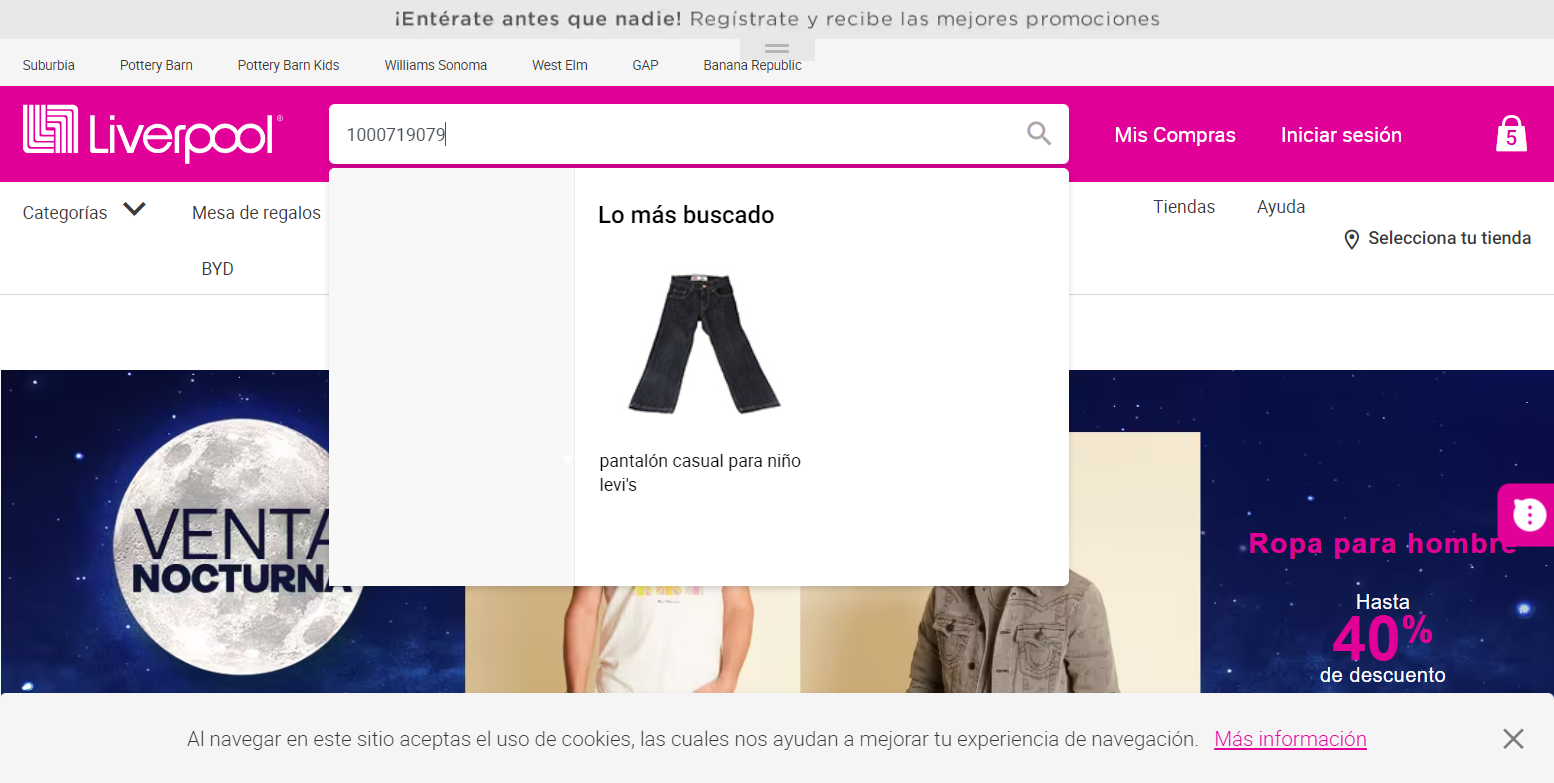 ¡Entérate antes que nadie! Regístrate y recibe las mejores promociones
Suburbia Pottery Barn Pottery Barn Kids Williams Sonoma West Elm GAP Banana Republic
Liverpool®
1000719079
Mis Compras Iniciar sesión 5
Categorías Mesa de regalos Tiendas Ayuda
Selecciona tu tienda
BYD
Lo más buscado
pantalón casual para niño
levi's
VENTA
NOCTURNA
Ropa para hombre
Hasta
40%
de descuento
Al navegar en este sitio aceptas el uso de cookies, las cuales nos ayudan a mejorar tu experiencia de navegación. Más información